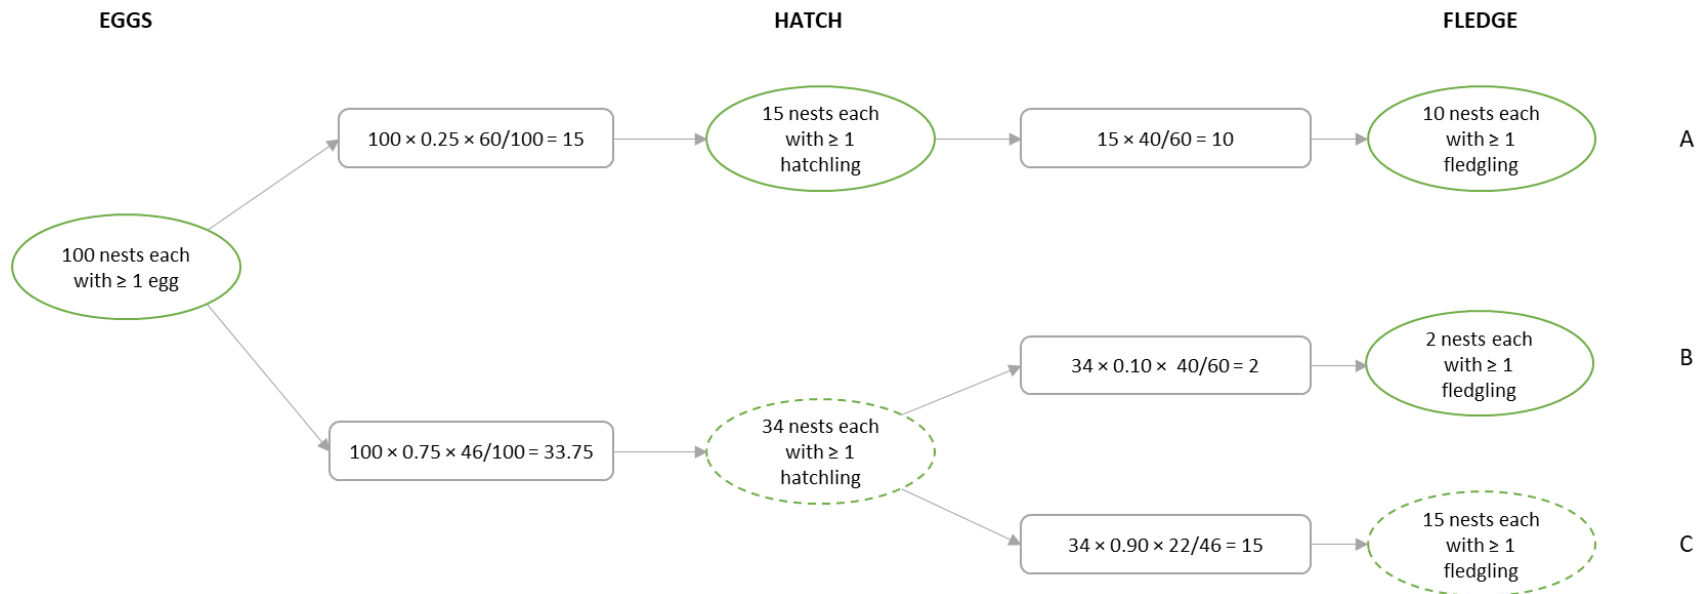 EGGS
HATCH
FLEDGE
100 nests each
with ≥ 1 egg
100 × 0.25 × 60/100 = 15
15 nests each
with ≥ 1
hatchling
15 × 40/60 = 10
10 nests each
with ≥ 1
fledgling
A
100 × 0.75 × 46/100 = 33.75
34 nests each
with ≥ 1
hatchling
34 × 0.10 ×  40/60 = 2
2 nests each
with ≥ 1
fledgling
B
34 × 0.90 × 22/46 = 15
15 nests each
with ≥ 1
fledgling
C